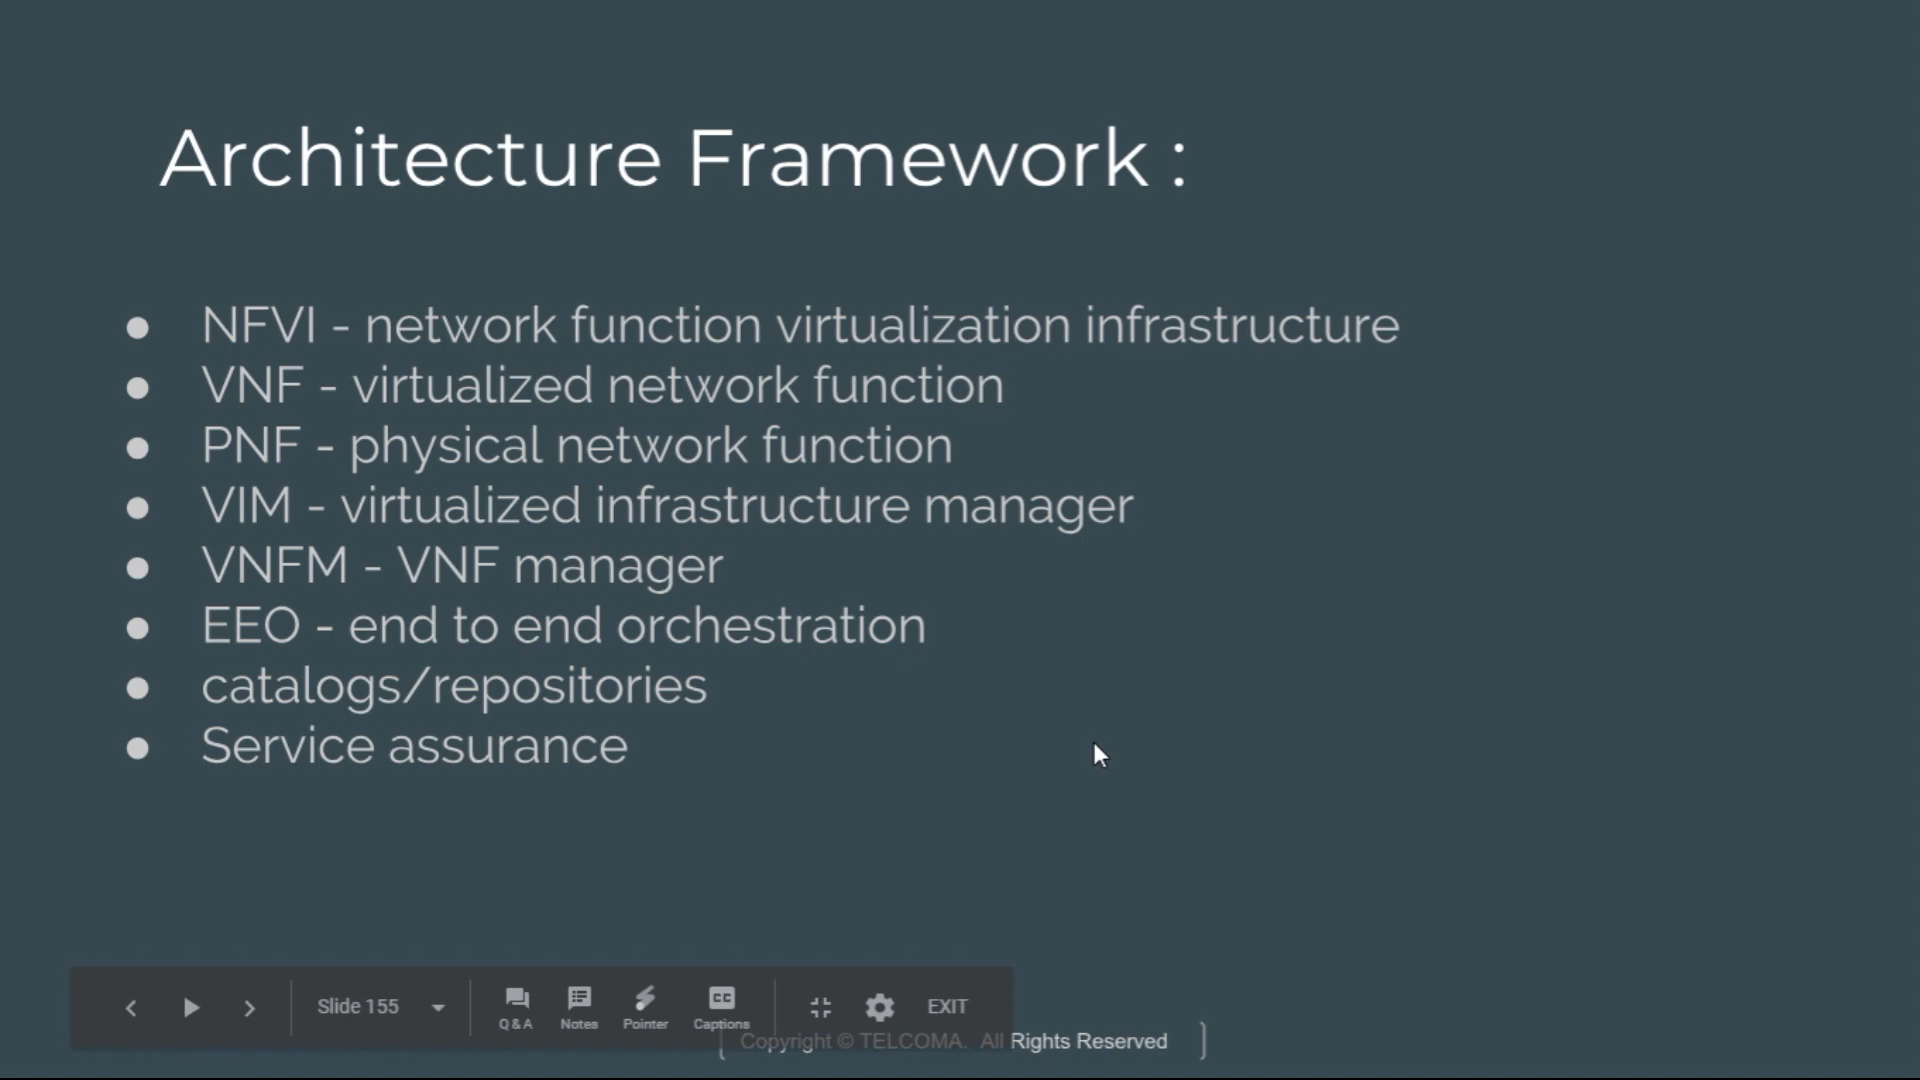 Architecture Framework :
● NFVI - network function virtualization infrastructure
● VNF - virtualized network function
● PNF - physical network function
● VIM - virtualized infrastructure manager
● VNFM - VNF manager
● EEO - end to end orchestration
● catalogs/repositories
● Service assurance
Slide 155
Q & A Notes Pointer Captions
EXIT
Copyright © TELCOMA. All Rights Reserved